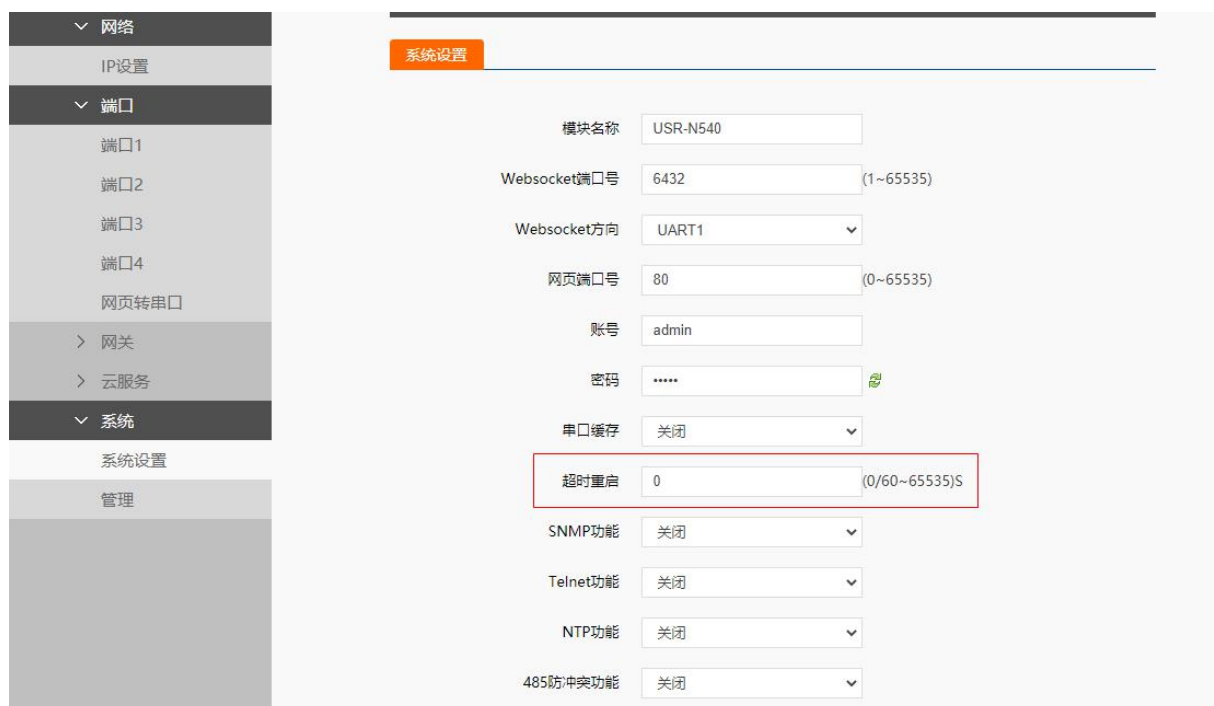 网络
IP设置
端口
端口1
端口2
端口3
端口4
网页转串口
网关
云服务
系统
系统设置
管理
系统设置
模块名称 USR-N540
Websocket端口号 6432 (1~65535)
Websocket方向 UART1
网页端口号 80 (0~65535)
账号 admin
密码 •••••
串口缓存 关闭
超时重启 0 (0/60~65535)S
SNMP功能 关闭
Telnet功能 关闭
NTP功能 关闭
485防冲突功能 关闭